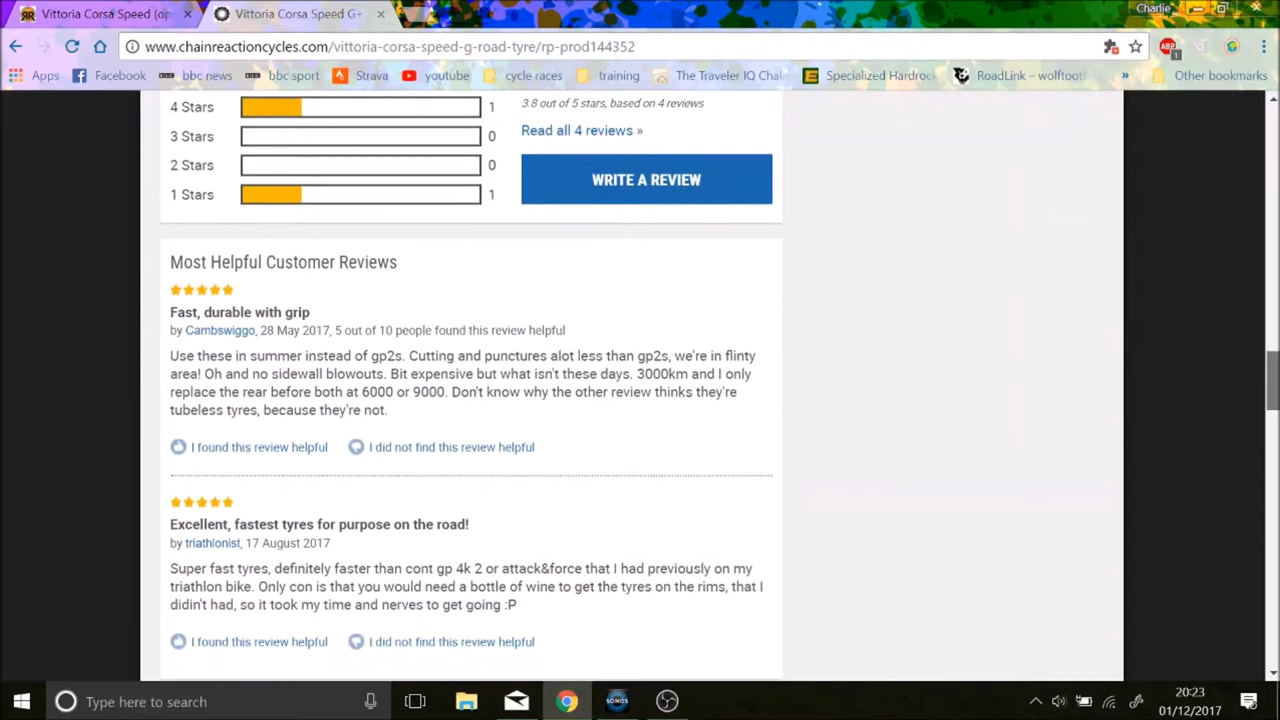 Vittoria Corsa Speed (op
Vittoria Corsa Speed G+
Charlie
www.chainreactioncycles.com/vittoria-corsa-speed-g-road-tyre/rp-prod144352
ABP
1
Apps
Facebook
BBC
bbc news
BBC
bbc sport
Strava
youtube
cycle races
training
The Traveler IQ Chal
Specialized Hardroc
RoadLink – wolftoot
»
Other bookmarks
4 Stars
1
3.8 out of 5 stars, based on 4 reviews
3 Stars
0
Read all 4 reviews »
2 Stars
0
WRITE A REVIEW
1 Stars
1
Most Helpful Customer Reviews
Fast, durable with grip
by Cambswiggo, 28 May 2017, 5 out of 10 people found this review helpful
Use these in summer instead of gp2s. Cutting and punctures alot less than gp2s, we're in flinty
area! Oh and no sidewall blowouts. Bit expensive but what isn't these days. 3000km and I only
replace the rear before both at 6000 or 9000. Don't know why the other review thinks they're
tubeless tyres, because they're not.
I found this review helpful
I did not find this review helpful
Excellent, fastest tyres for purpose on the road!
by triathlonist, 17 August 2017
Super fast tyres, definitely faster than cont gp 4k 2 or attack&force that I had previously on my
triathlon bike. Only con is that you would need a bottle of wine to get the tyres on the rims, that I
didin't had, so it took my time and nerves to get going :P
I found this review helpful
I did not find this review helpful
Type here to search
SONOS
20:23
01/12/2017